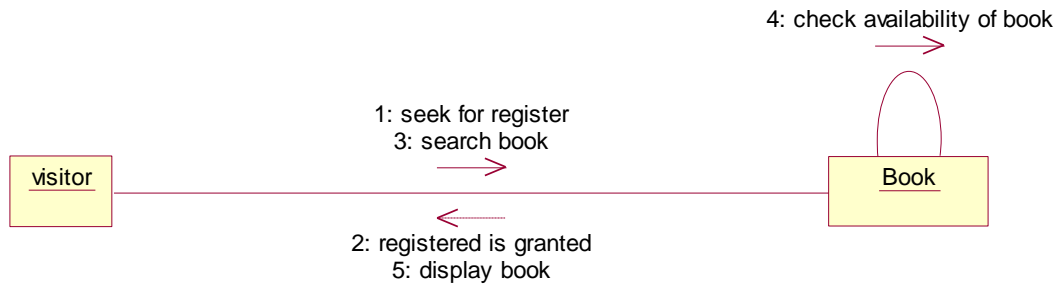 4: check availability of book
1: seek for register
3: search book
visitor
Book
2: registered is granted
5: display book